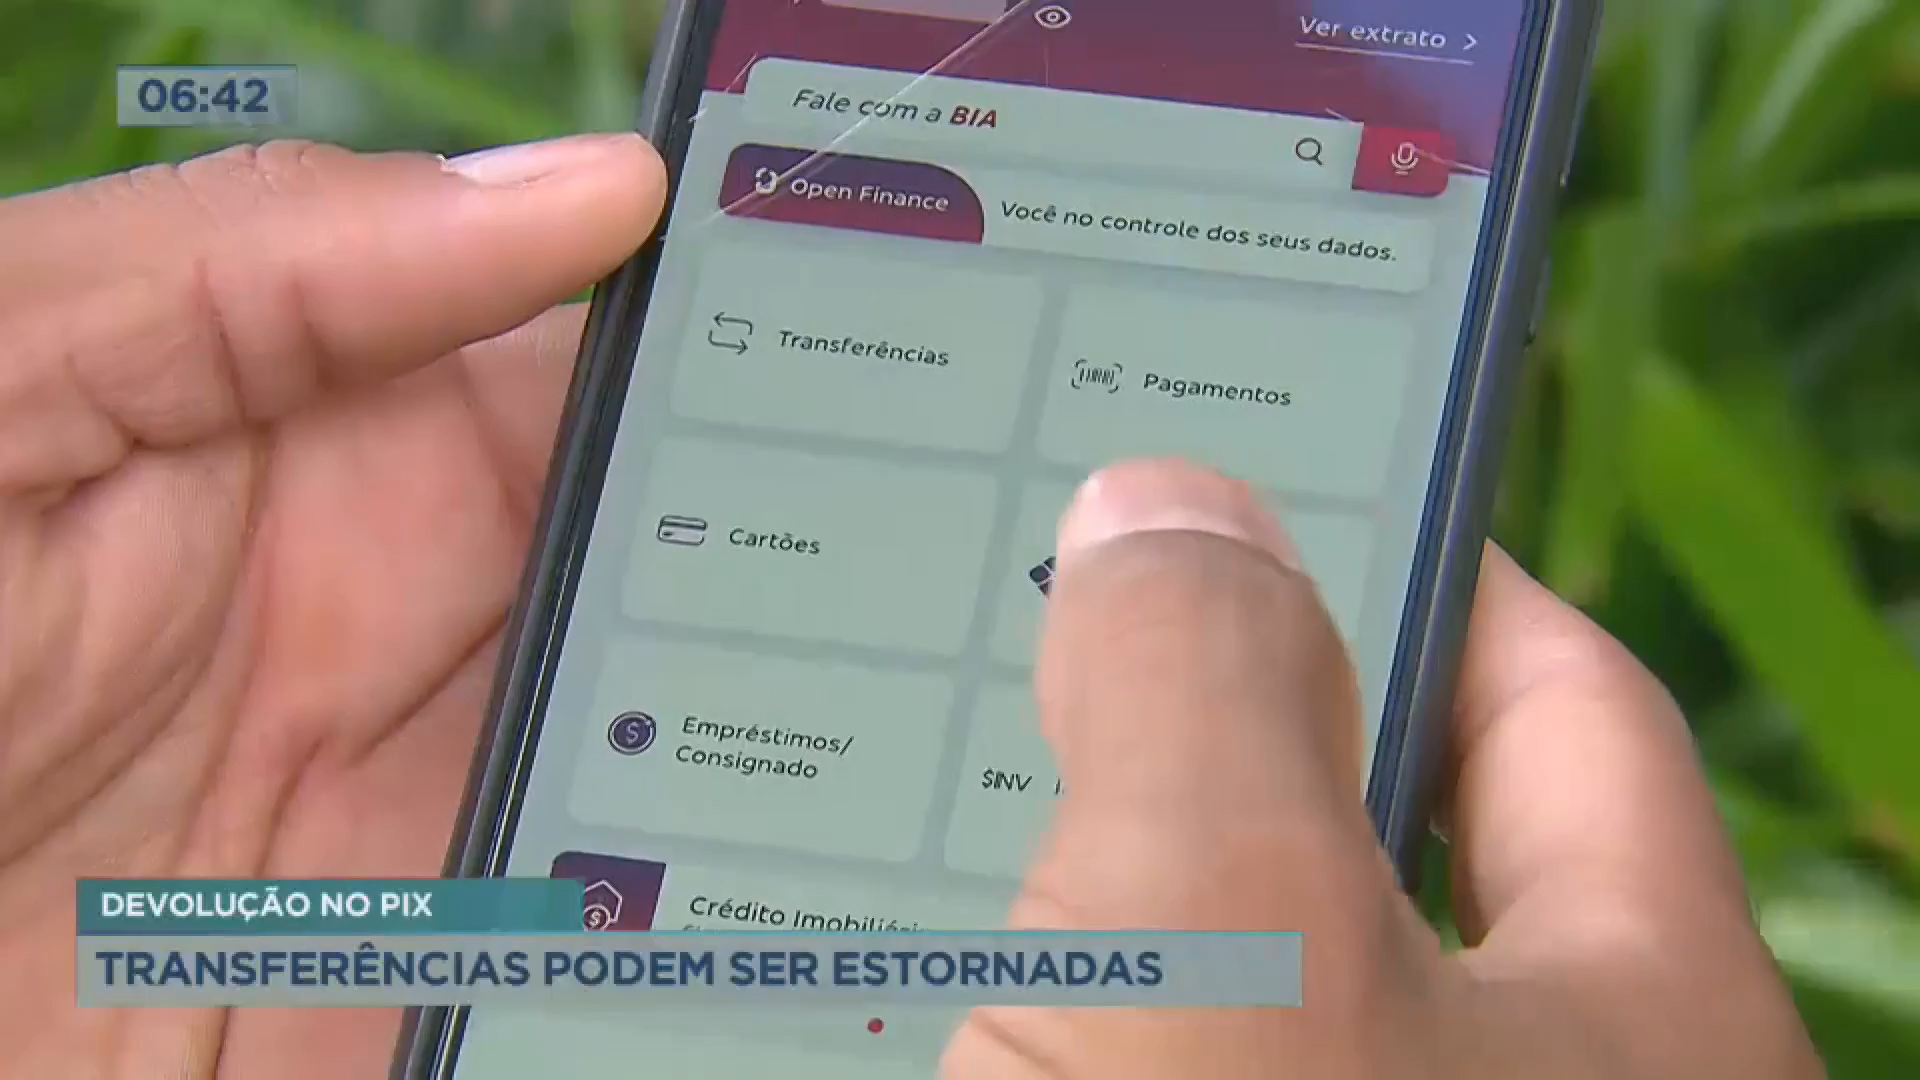 06:42
Ver extrato
Fale com a BIA
Open Finance
Você no controle dos seus dados.
Transferências
Pagamentos
Cartões
Empréstimos/
Consignado
$INV
Crédito
DEVOLUÇÃO NO PIX
TRANSFERÊNCIAS PODEM SER ESTORNADAS